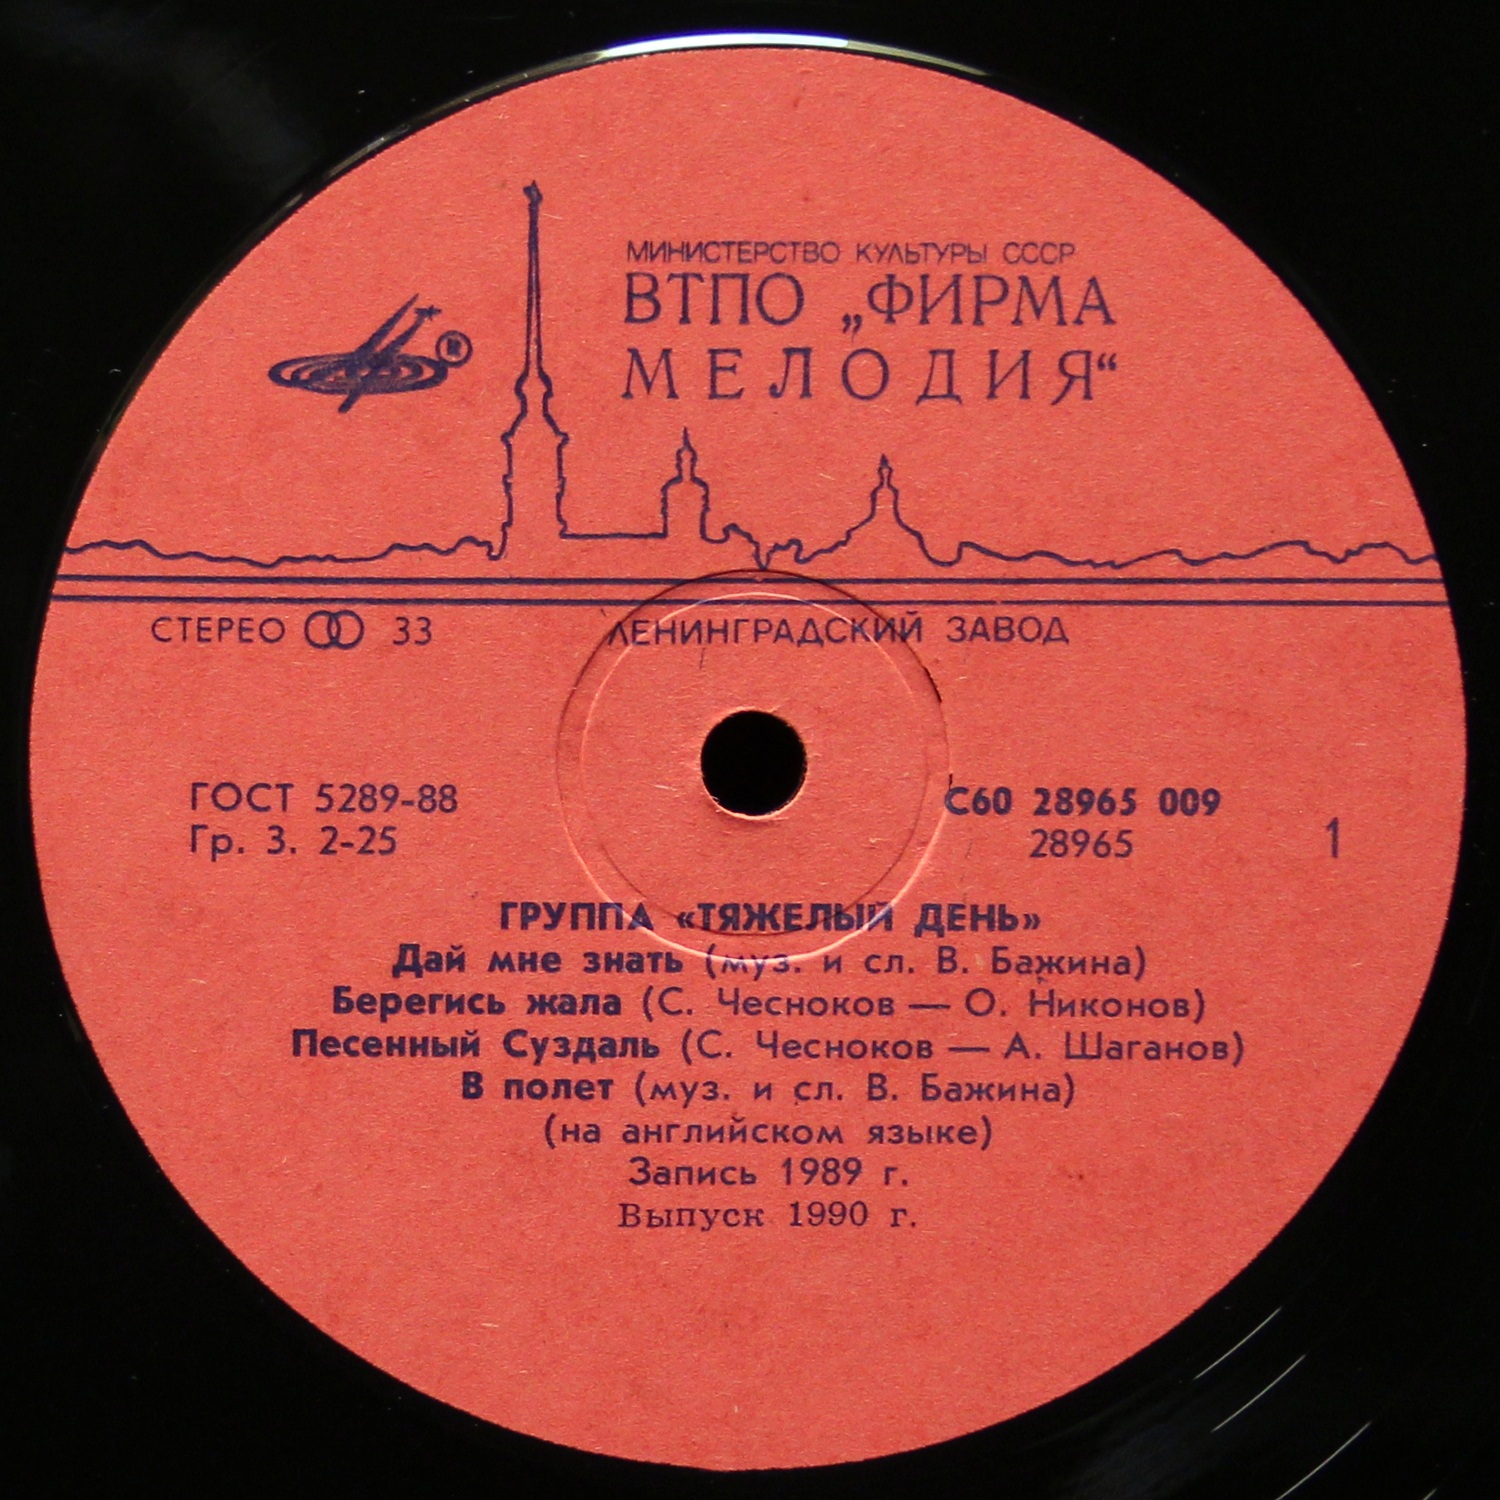 МИНИСТЕРСТВО КУЛЬТУРЫ СССР
ВТПО „ФИРМА
МЕЛОДИЯ“
СТЕРЕО 33
ЛЕНИНГРАДСКИЙ ЗАВОД
ГОСТ 5289-88
Гр. 3. 2-25
С60 28965 009
28965
1
ГРУППА «ТЯЖЕЛЫЙ ДЕНЬ»
Дай мне знать (муз. и сл. В. Бажина)
Берегись жала (С. Чесноков — О. Никонов)
Песенный Суздаль (С. Чесноков — А. Шаганов)
В полет (муз. и сл. В. Бажина)
(на английском языке)
Запись 1989 г.
Выпуск 1990 г.